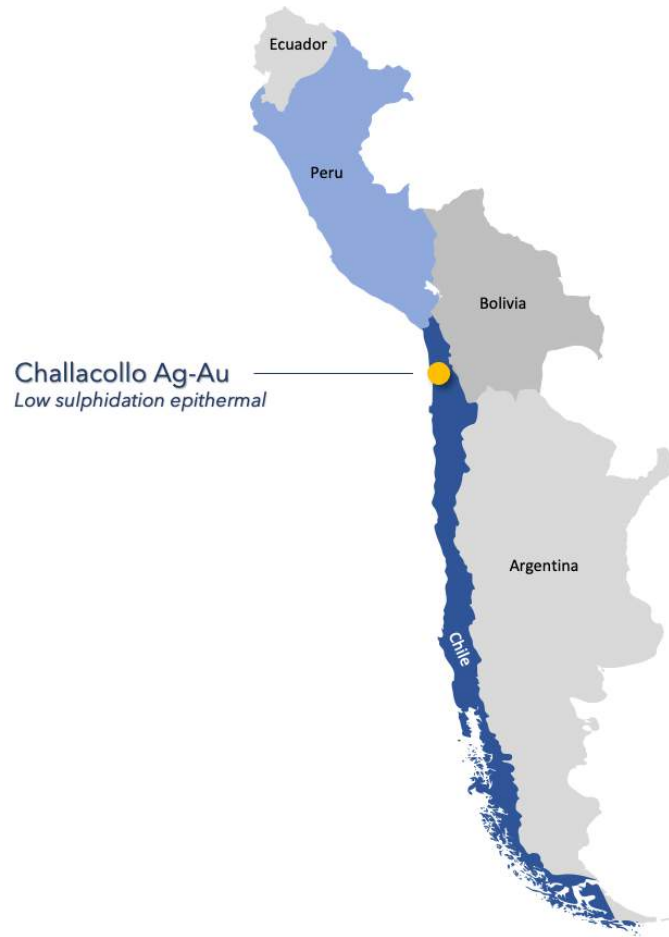 Ecuador
Peru
Bolivia
Challacollo Ag-Au
Low sulphidation epithermal
Argentina
Chile